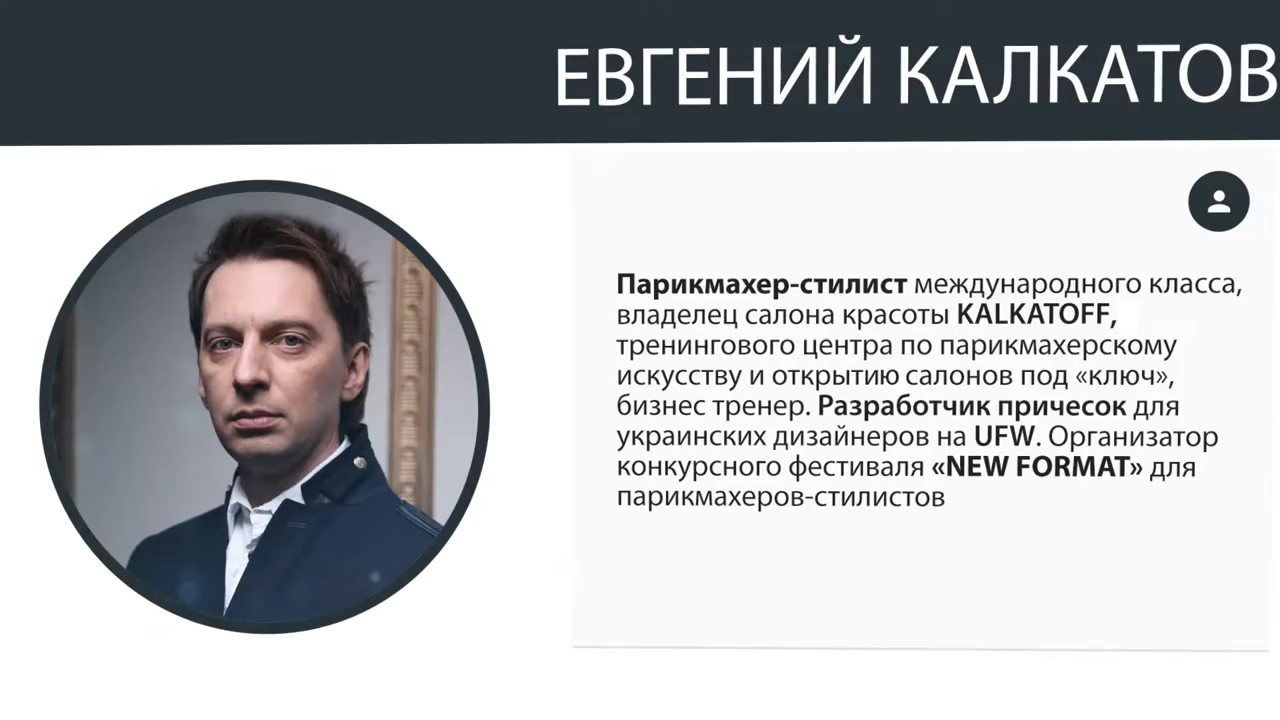 ЕВГЕНИЙ КАЛКАТОВ
Парикмахер-стилист международного класса,
владелец салона красоты KALKATOFF,
тренингового центра по парикмахерскому
искусству и открытию салонов под «ключ»,
бизнес тренер. Разработчик причесок для
украинских дизайнеров на UFW. Организатор
конкурсного фестиваля «NEW FORMAT» для
парикмахеров-стилистов